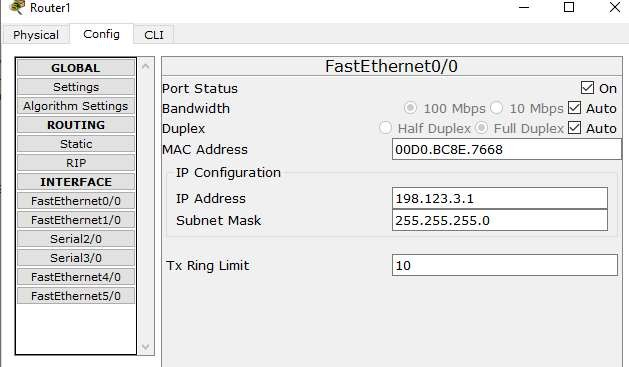 Router1
Physical Config CLI
GLOBAL
Settings
Algorithm Settings
ROUTING
Static
RIP
INTERFACE
FastEthernet0/0
FastEthernet1/0
Serial2/0
Serial3/0
FastEthernet4/0
FastEthernet5/0
FastEthernet0/0
Port Status On
Bandwidth 100 Mbps 10 Mbps Auto
Duplex Half Duplex Full Duplex Auto
MAC Address 00D0.BC8E.7668
IP Configuration
IP Address 198.123.3.1
Subnet Mask 255.255.255.0
Tx Ring Limit 10